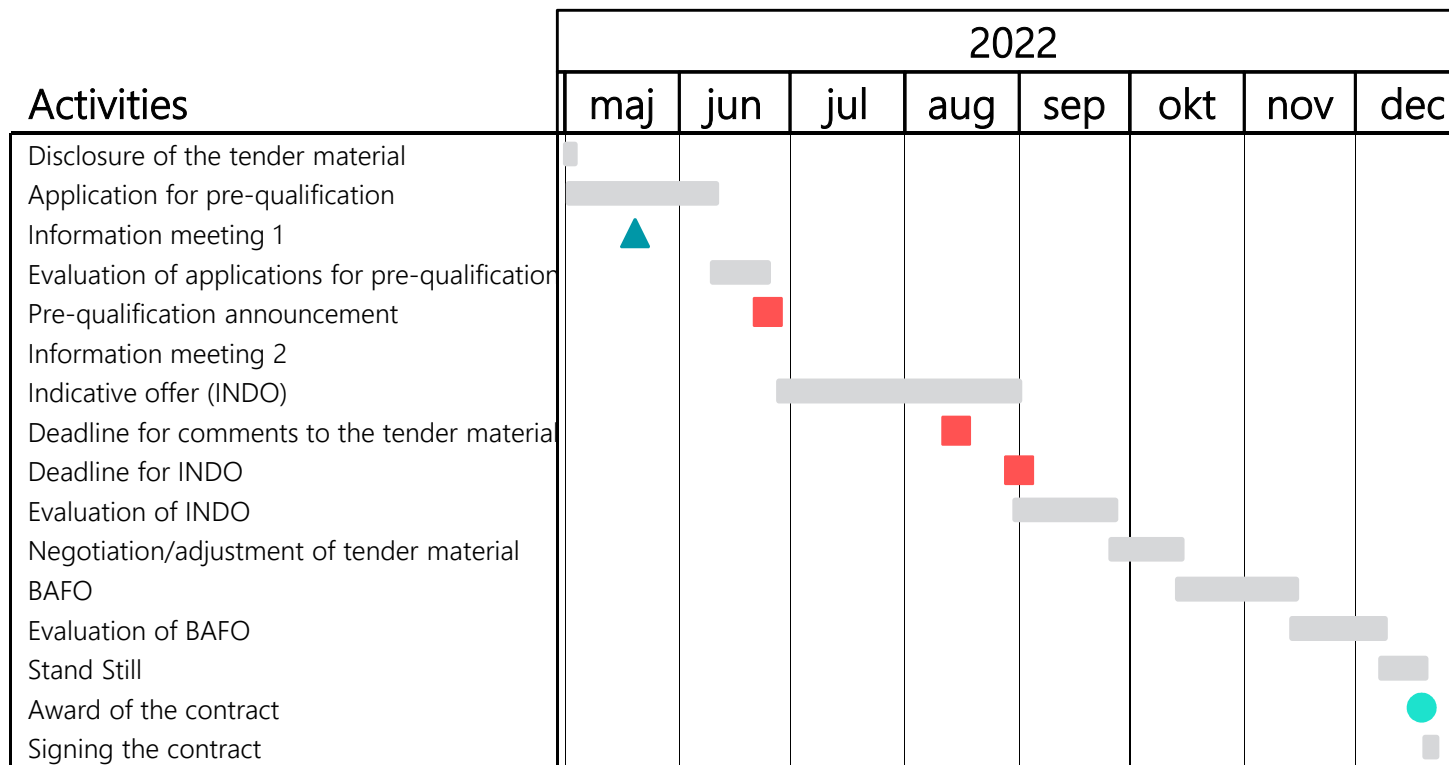 2022
Activities maj jun jul aug sep okt nov dec
Disclosure of the tender material
Application for pre-qualification
Information meeting 1
Evaluation of applications for pre-qualification
Pre-qualification announcement
Information meeting 2
Indicative offer (INDO)
Deadline for comments to the tender material
Deadline for INDO
Evaluation of INDO
Negotiation/adjustment of tender material
BAFO
Evaluation of BAFO
Stand Still
Award of the contract
Signing the contract